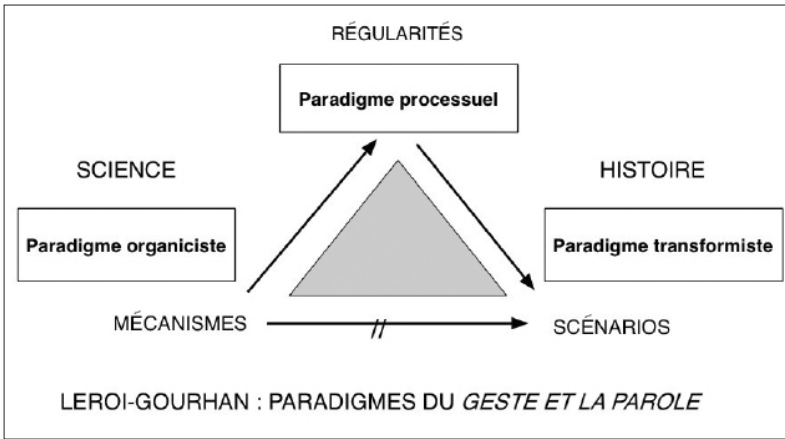 RÉGULARITÉS
Paradigme processuel
SCIENCE
HISTOIRE
Paradigme organiciste
Paradigme transformiste
MÉCANISMES
//
SCÉNARIOS
LEROI-GOURHAN : PARADIGMES DU GESTE ET LA PAROLE